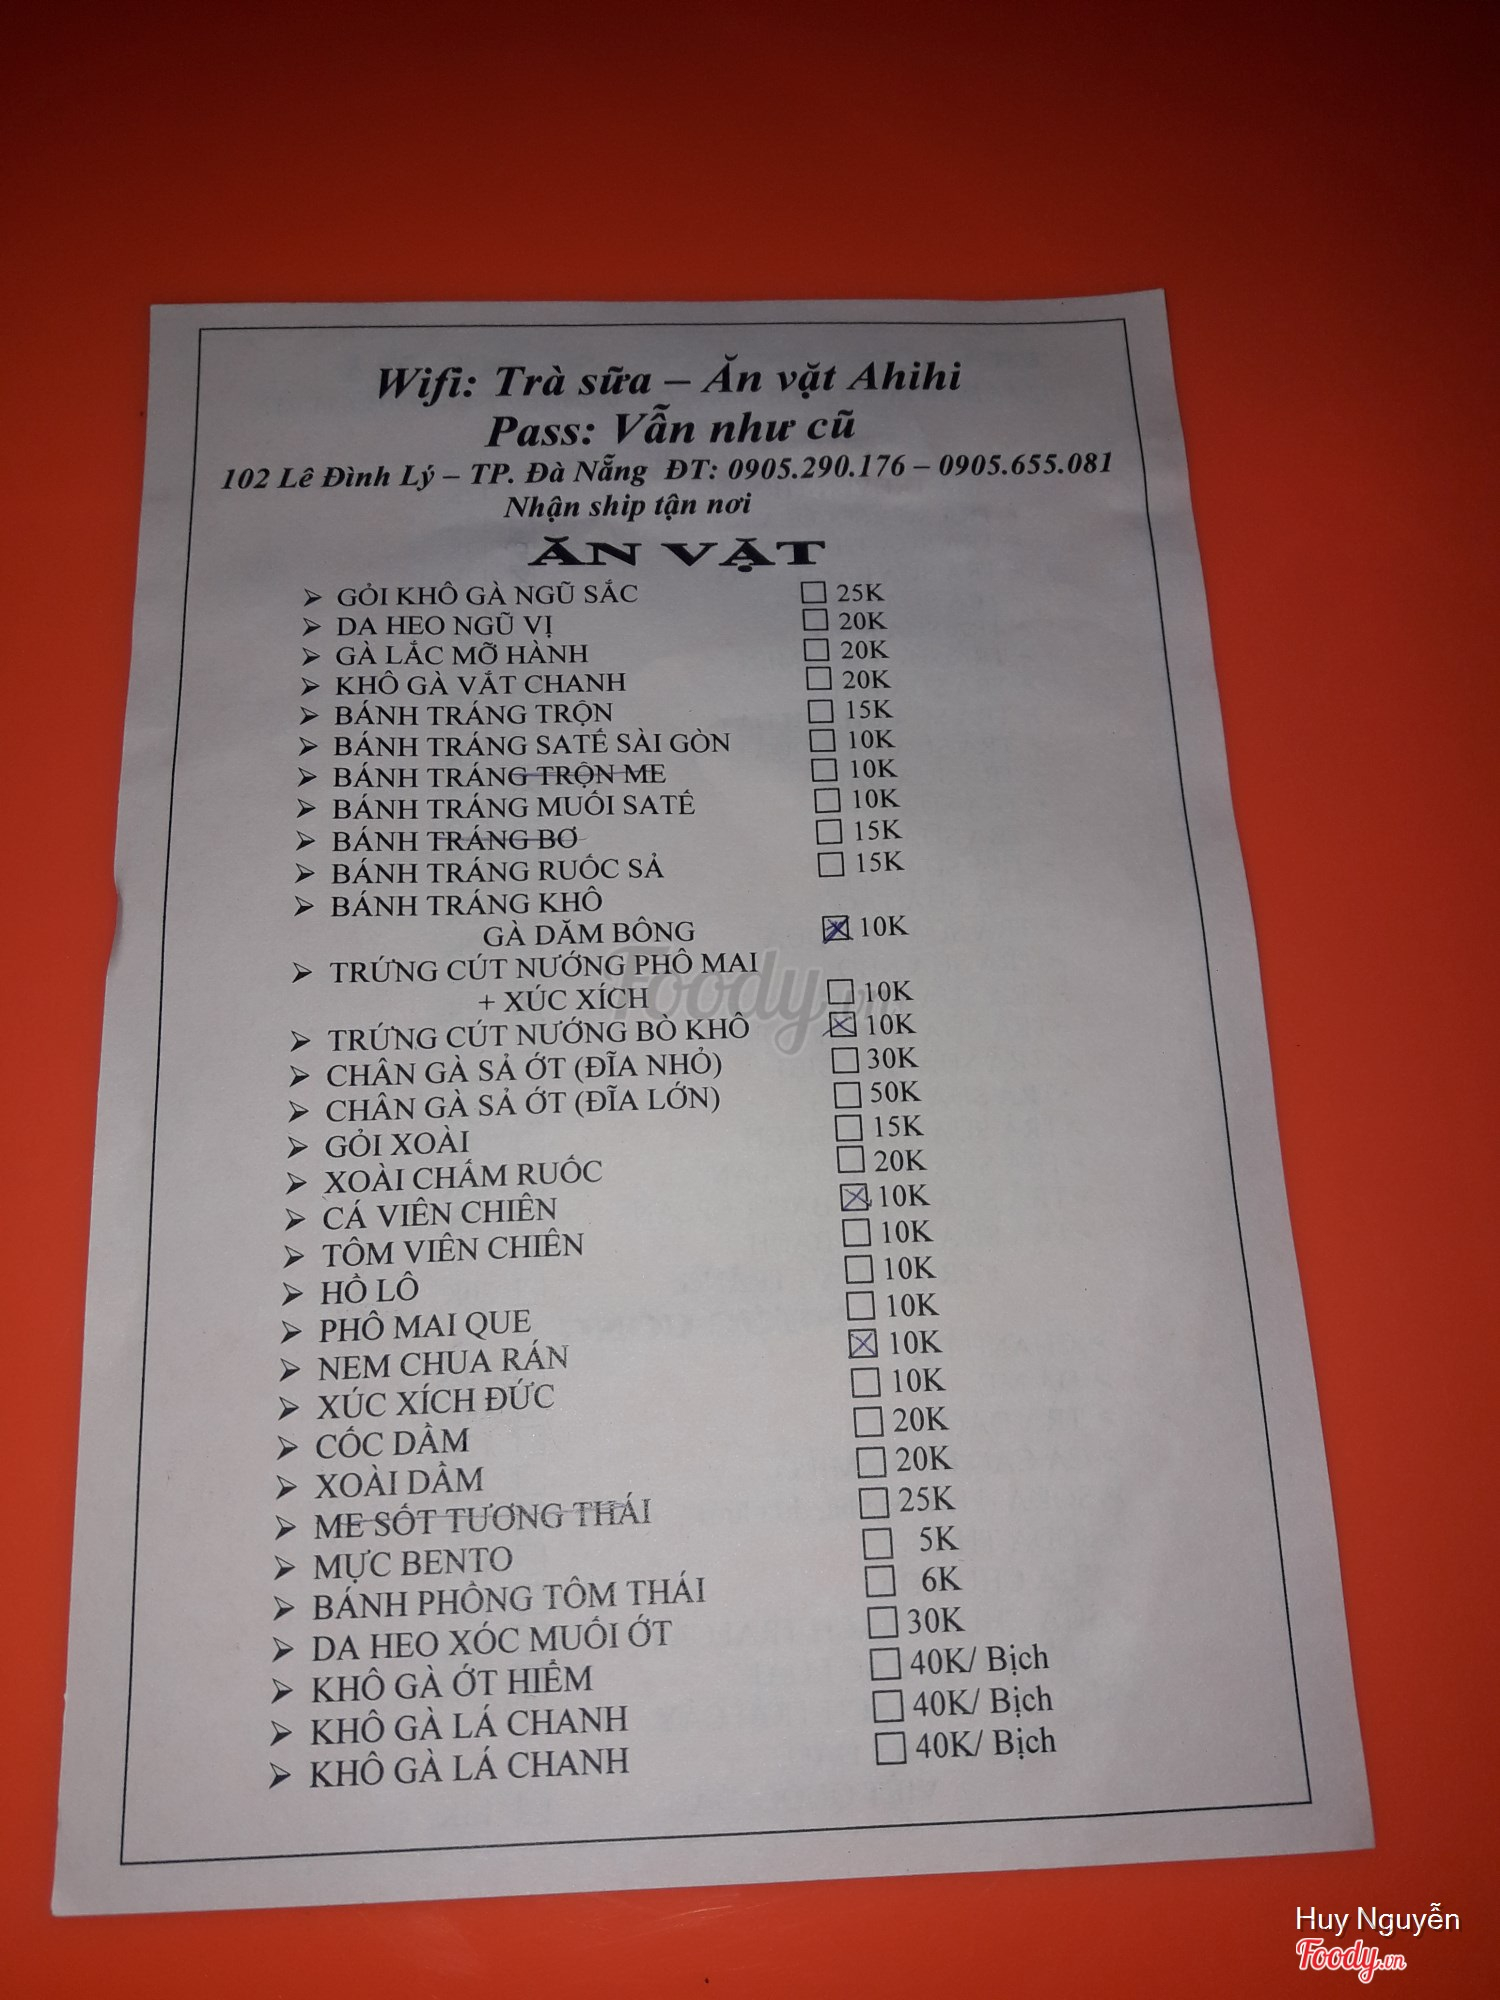 Wifi: Trà sữa – Ăn vặt Ahihi
Pass: Vẫn như cũ
102 Lê Đình Lý – TP. Đà Nẵng ĐT: 0905.290.176 – 0905.655.081
Nhận ship tận nơi
ĂN VẶT
GỎI KHÔ GÀ NGŨ SẮC 25K
DA HEO NGŨ VỊ 20K
GÀ LẮC MỠ HÀNH 20K
KHÔ GÀ VẮT CHANH 20K
BÁNH TRÁNG TRỘN 15K
BÁNH TRÁNG SATẾ SÀI GÒN 10K
BÁNH TRÁNG TRỘN ME 10K
BÁNH TRÁNG MUỐI SATẾ 10K
BÁNH TRÁNG BƠ 15K
BÁNH TRÁNG RUỐC SẢ 15K
BÁNH TRÁNG KHÔ
GÀ DĂM BÔNG 10K
TRỨNG CÚT NƯỚNG PHÔ MAI
+ XÚC XÍCH 10K
TRỨNG CÚT NƯỚNG BÒ KHÔ 10K
CHÂN GÀ SẢ ỚT (ĐĨA NHỎ) 30K
CHÂN GÀ SẢ ỚT (ĐĨA LỚN) 50K
GỎI XOÀI 15K
XOÀI CHẤM RUỐC 20K
CÁ VIÊN CHIÊN 10K
TÔM VIÊN CHIÊN 10K
HỒ LÔ 10K
PHÔ MAI QUE 10K
NEM CHUA RÁN 10K
XÚC XÍCH ĐỨC 10K
CỐC DẦM 20K
XOÀI DẦM 20K
ME SỐT TƯƠNG THÁI 25K
MỰC BENTO 5K
BÁNH PHỒNG TÔM THÁI 6K
DA HEO XÓC MUỐI ỚT 30K
KHÔ GÀ ỚT HIỂM 40K/ Bịch
KHÔ GÀ LÁ CHANH 40K/ Bịch
KHÔ GÀ LÁ CHANH 40K/ Bịch
Foody.vn
Huy Nguyễn
Foody.vn